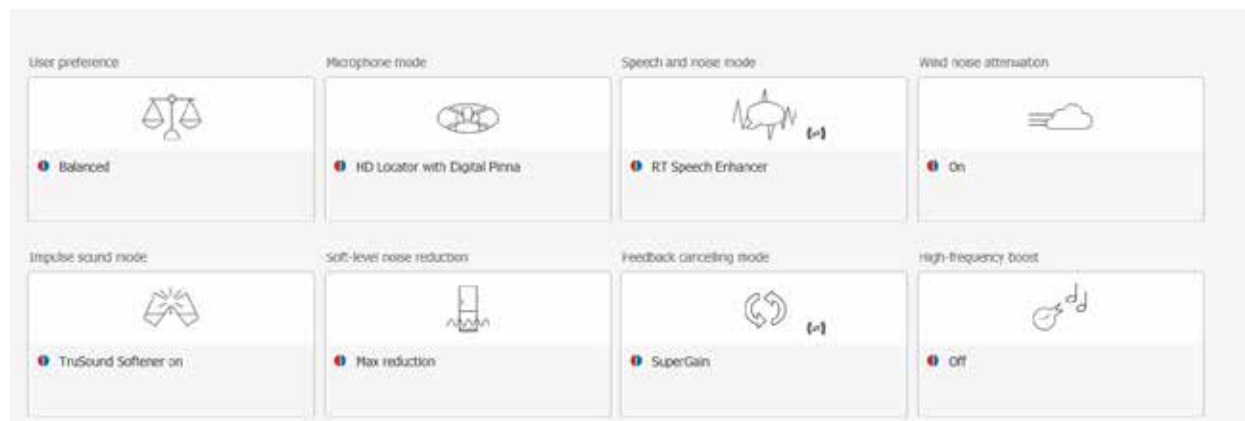 User preference
Microphone mode
Speech and noise mode
Wind noise attenuation
Balanced
HD Locator with Digital Pinna
RT Speech Enhancer
On
Impulse sound mode
Soft-level noise reduction
Feedback cancelling mode
High-frequency boost
TruSound Softener on
Max reduction
SuperGain
Off